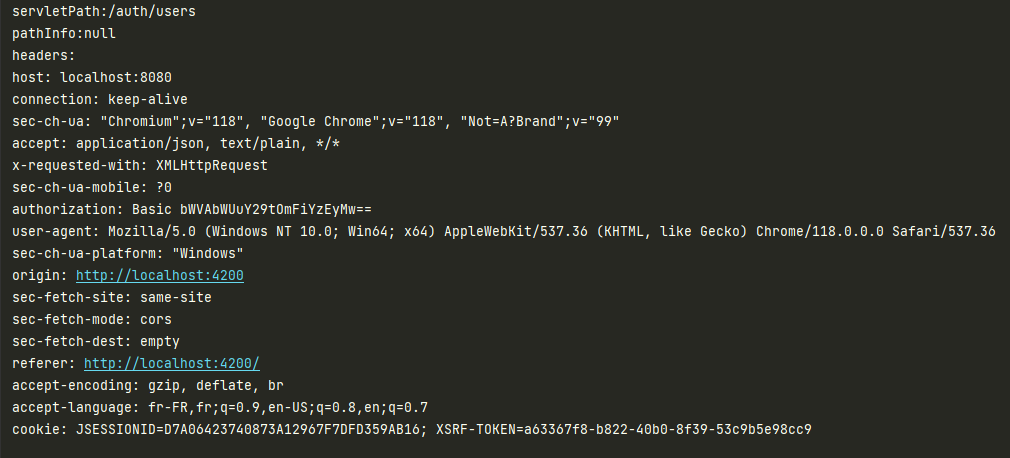 servletPath:/auth/users
pathInfo:null
headers:
host: localhost:8080
connection: keep-alive
sec-ch-ua: "Chromium";v="118", "Google Chrome";v="118", "Not=A?Brand";v="99"
accept: application/json, text/plain, */*
x-requested-with: XMLHttpRequest
sec-ch-ua-mobile: ?0
authorization: Basic bWVAbWUuY29tOmFiYzEyMw==
user-agent: Mozilla/5.0 (Windows NT 10.0; Win64; x64) AppleWebKit/537.36 (KHTML, like Gecko) Chrome/118.0.0.0 Safari/537.36
sec-ch-ua-platform: "Windows"
origin: http://localhost:4200
sec-fetch-site: same-site
sec-fetch-mode: cors
sec-fetch-dest: empty
referer: http://localhost:4200/
accept-encoding: gzip, deflate, br
accept-language: fr-FR,fr;q=0.9,en-US;q=0.8,en;q=0.7
cookie: JSESSIONID=D7A06423740873A12967F7DFD359AB16; XSRF-TOKEN=a63367f8-b822-40b0-8f39-53c9b5e98cc9